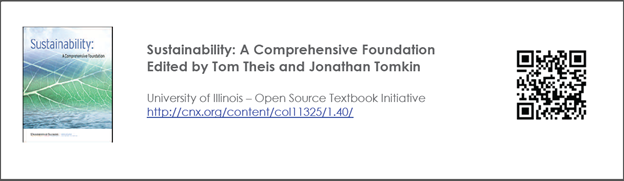 Sustainability:
A Comprehensive Foundation
Sustainability: A Comprehensive Foundation
Edited by Tom Theis and Jonathan Tomkin
University of Illinois – Open Source Textbook Initiative
http://cnx.org/content/col11325/1.40/